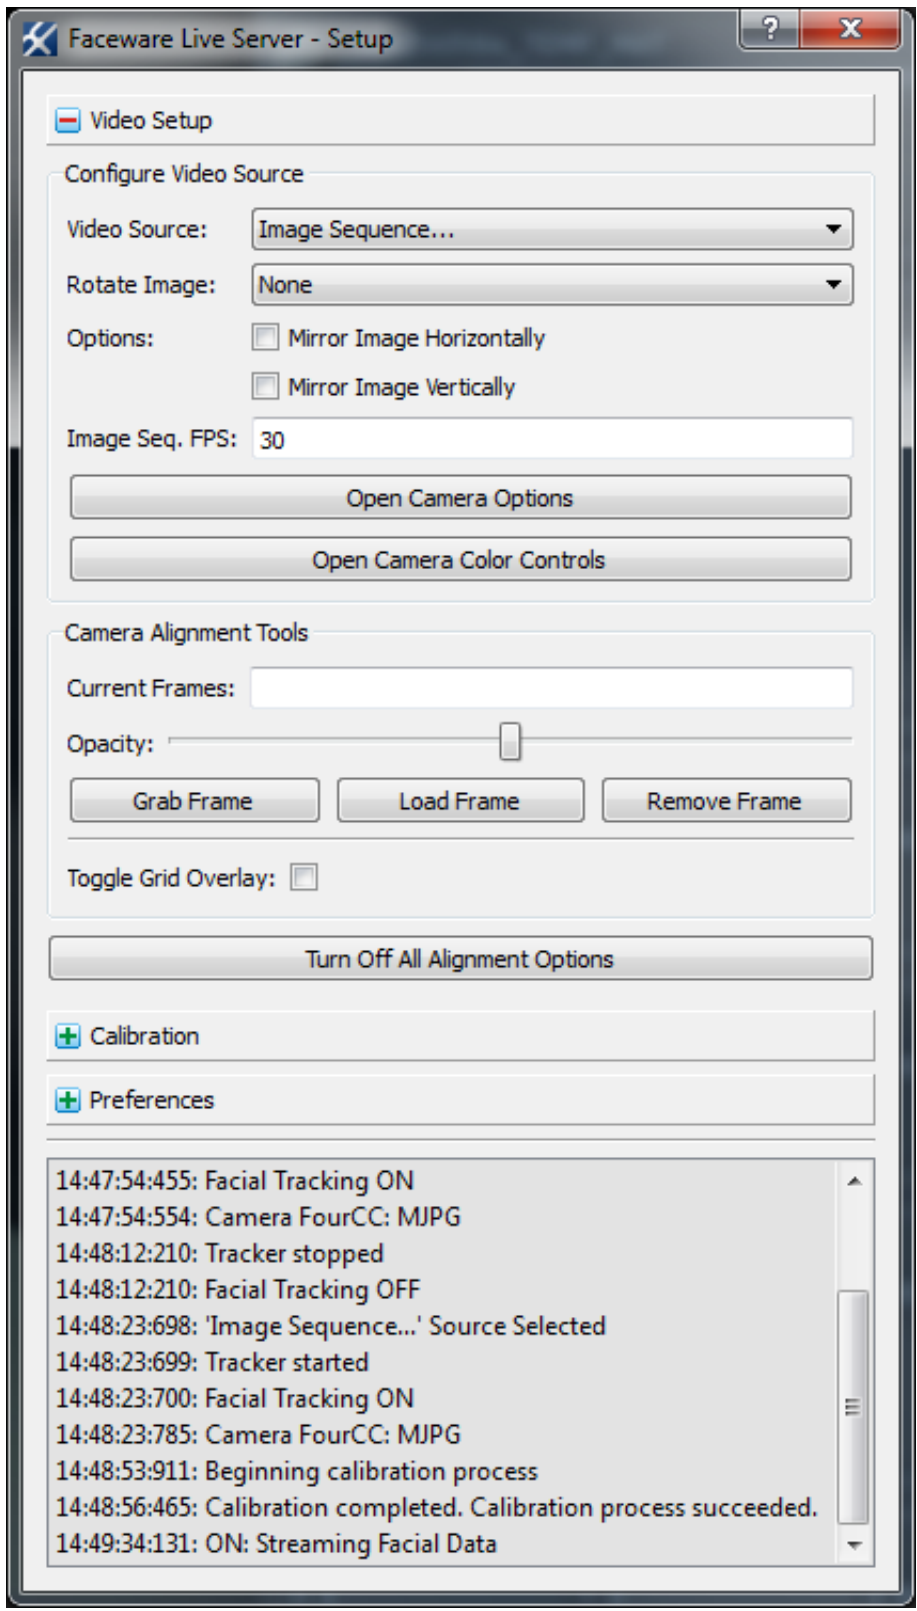 Faceware Live Server - Setup
?
X
Video Setup
Configure Video Source
Video Source: Image Sequence...
Rotate Image: None
Options: Mirror Image Horizontally
Mirror Image Vertically
Image Seq. FPS: 30
Open Camera Options
Open Camera Color Controls
Camera Alignment Tools
Current Frames:
Opacity:
Grab Frame Load Frame Remove Frame
Toggle Grid Overlay:
Turn Off All Alignment Options
Calibration
Preferences
14:47:54:455: Facial Tracking ON
14:47:54:554: Camera FourCC: MJPG
14:48:12:210: Tracker stopped
14:48:12:210: Facial Tracking OFF
14:48:23:698: 'Image Sequence...' Source Selected
14:48:23:699: Tracker started
14:48:23:700: Facial Tracking ON
14:48:23:785: Camera FourCC: MJPG
14:48:53:911: Beginning calibration process
14:48:56:465: Calibration completed. Calibration process succeeded.
14:49:34:131: ON: Streaming Facial Data